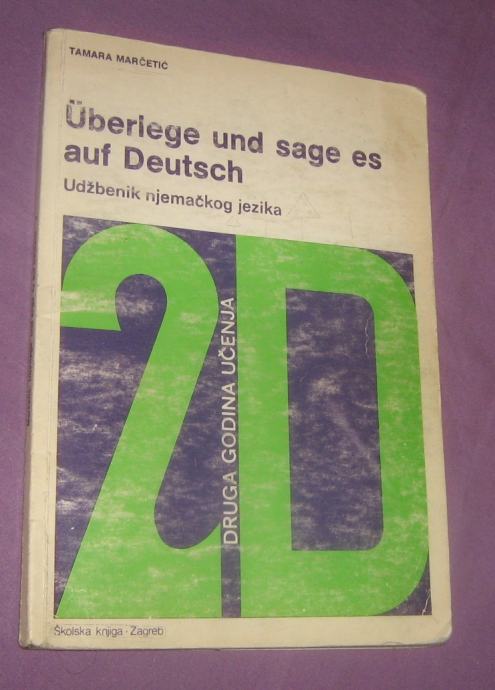 TAMARA MARČETIĆ
Überlege und sage es
auf Deutsch
Udžbenik njemačkog jezika
2D
DRUGA GODINA UČENJA
Školska knjiga · Zagreb